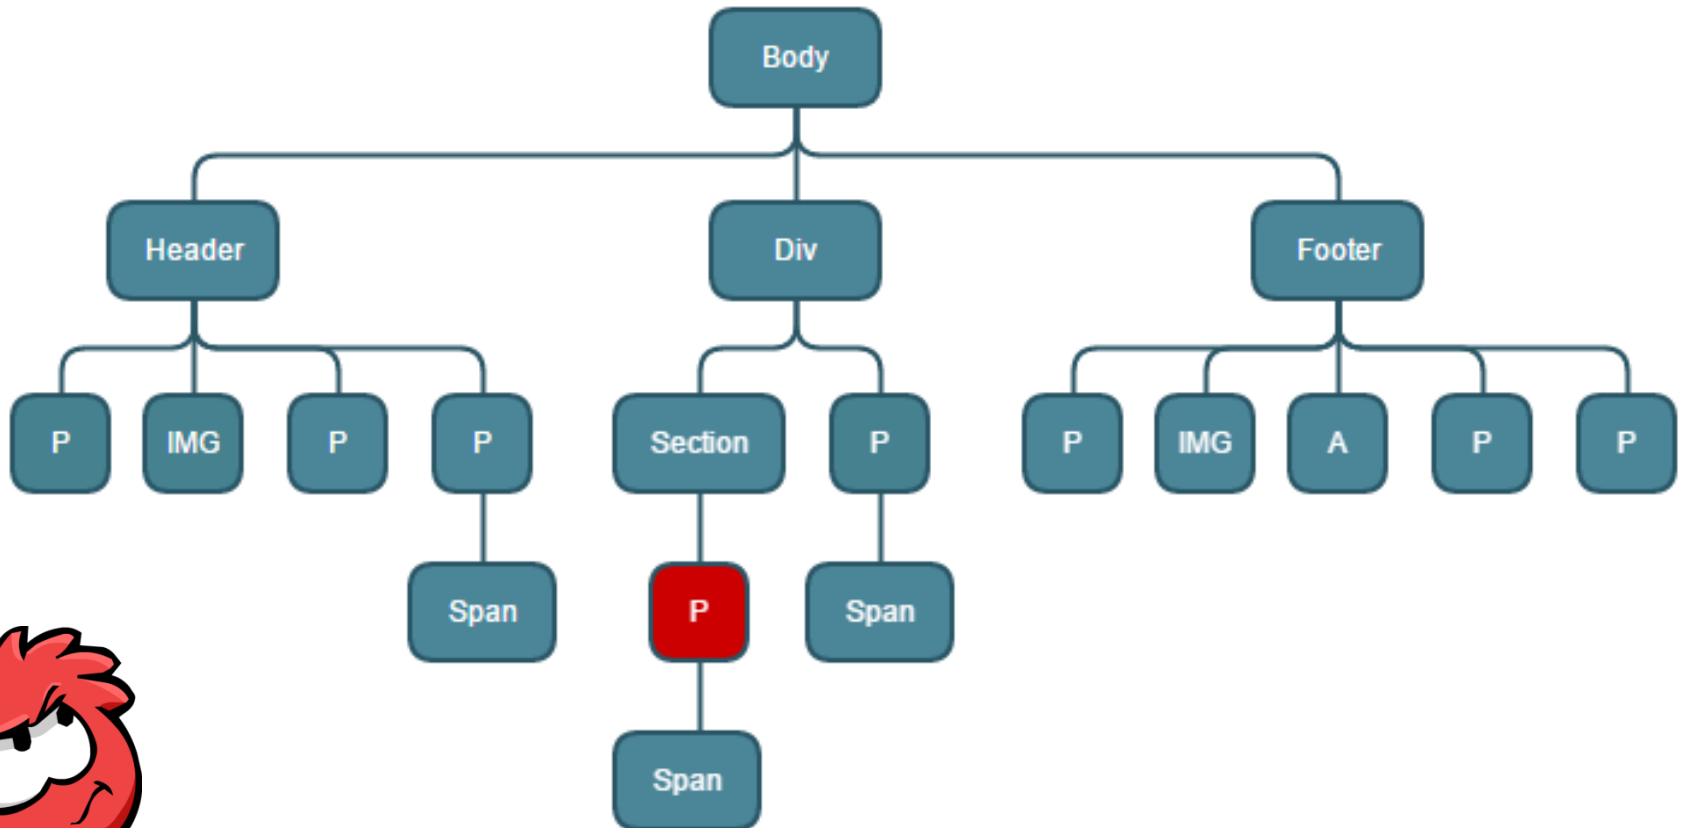 Body
Header
Div
Footer
P
IMG
P
P
Section
P
P
IMG
A
P
P
Span
P
Span
Span